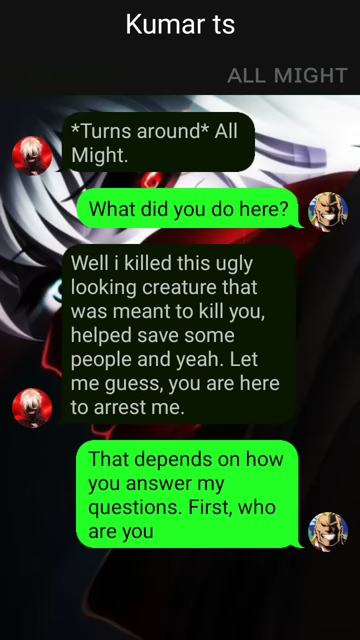 Kumar ts
ALL MIGHT
*Turns around* All
Might.
What did you do here?
Well i killed this ugly
looking creature that
was meant to kill you,
helped save some
people and yeah. Let
me guess, you are here
to arrest me.
That depends on how
you answer my
questions. First, who
are you